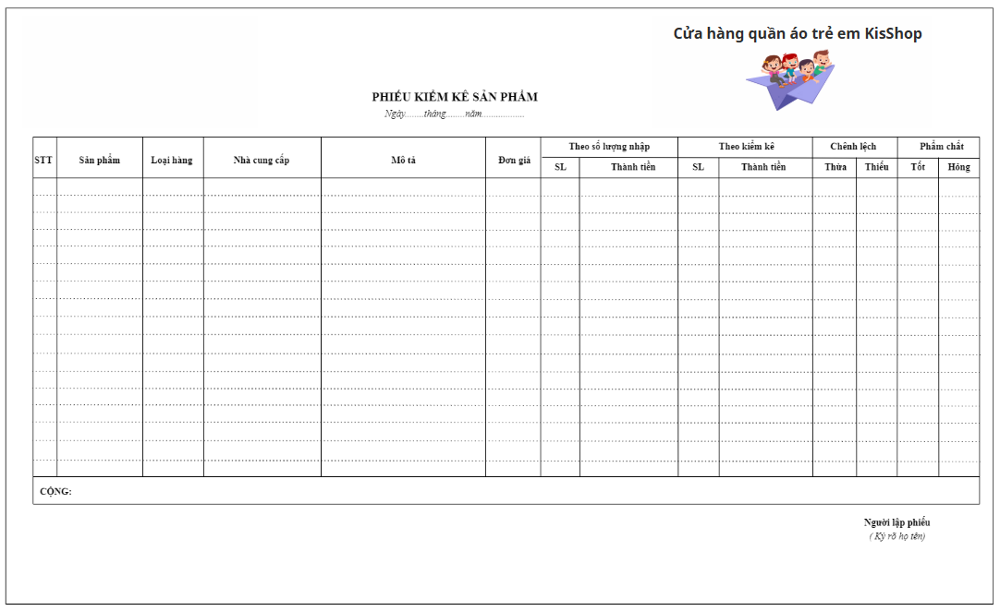 Cửa hàng quần áo trẻ em KisShop
PHIẾU KIỂM KÊ SẢN PHẨM
Ngày........tháng........năm..................
STT Sản phẩm Loại hàng Nhà cung cấp Mô tả Đơn giá Theo số lượng nhập Theo kiểm kê Chênh lệch Phẩm chất
SL Thành tiền SL Thành tiền Thừa Thiếu Tốt Hỏng
CỘNG:
Người lập phiếu
( Ký rõ họ tên)